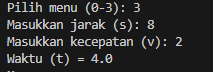 Pilih menu (0-3): 3
Masukkan jarak (s): 8
Masukkan kecepatan (v): 2
Waktu (t) = 4.0